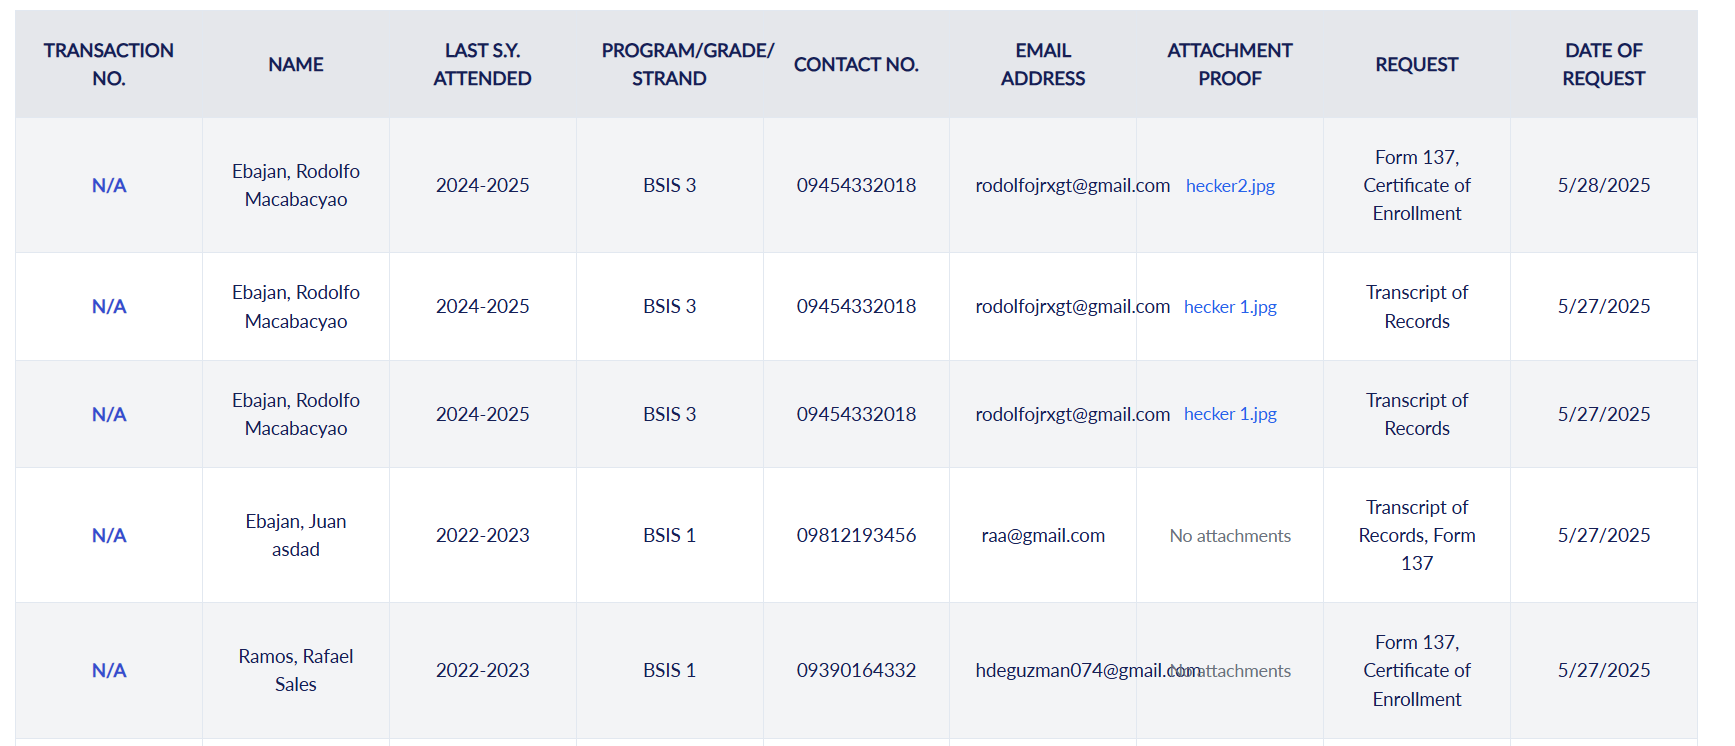 TRANSACTION NO.
NAME
LAST S.Y. ATTENDED
PROGRAM/GRADE/ STRAND
CONTACT NO.
EMAIL ADDRESS
ATTACHMENT PROOF
REQUEST
DATE OF REQUEST
N/A
Ebajan, Rodolfo
Macabacyao
2024-2025
BSIS 3
09454332018
rodolfojrxgt@gmail.com
hecker2.jpg
Form 137,
Certificate of
Enrollment
5/28/2025
N/A
Ebajan, Rodolfo
Macabacyao
2024-2025
BSIS 3
09454332018
rodolfojrxgt@gmail.com
hecker 1.jpg
Transcript of
Records
5/27/2025
N/A
Ebajan, Rodolfo
Macabacyao
2024-2025
BSIS 3
09454332018
rodolfojrxgt@gmail.com
hecker 1.jpg
Transcript of
Records
5/27/2025
N/A
Ebajan, Juan
asdad
2022-2023
BSIS 1
09812193456
raa@gmail.com
No attachments
Transcript of
Records, Form
137
5/27/2025
N/A
Ramos, Rafael
Sales
2022-2023
BSIS 1
09390164332
hdeguzman074@gmail.com
No attachments
Form 137,
Certificate of
Enrollment
5/27/2025